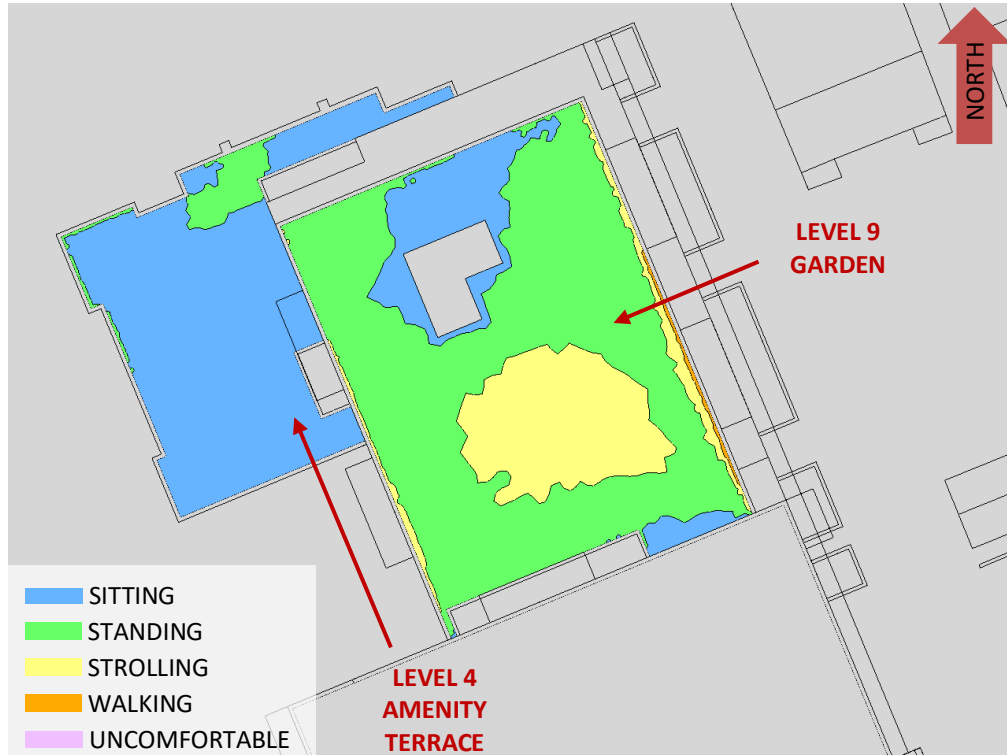 NORTH
LEVEL 9
GARDEN
SITTING
STANDING
STROLLING
WALKING
UNCOMFORTABLE
LEVEL 4
AMENITY
TERRACE